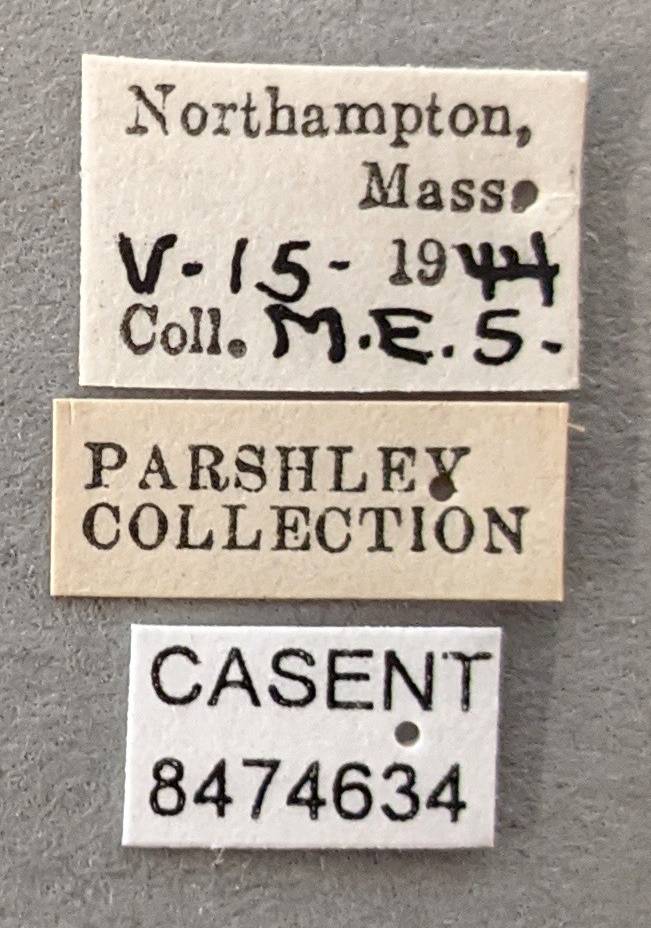 Northampton,
Mass.
V-15- 1944
Coll. M.E.S.
PARSHLEY
COLLECTION
CASENT
8474634